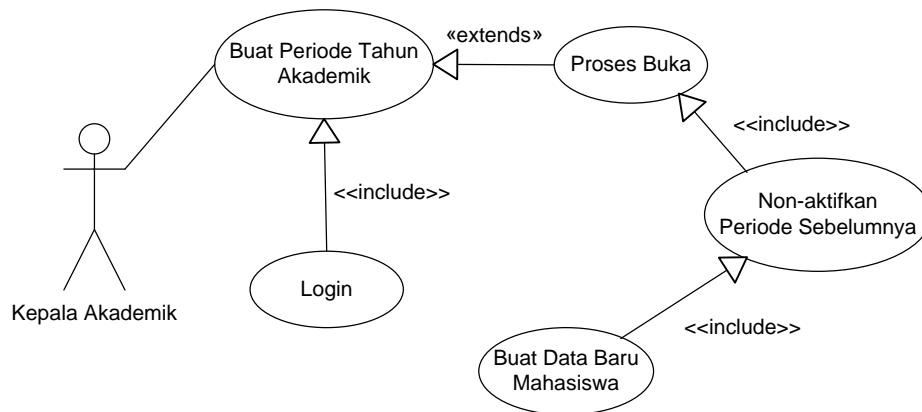 Buat Periode Tahun
Akademik
«extends»
Proses Buka
<<include>>
<<include>>
Non-aktifkan
Periode Sebelumnya
Login
Kepala Akademik
<<include>>
Buat Data Baru
Mahasiswa